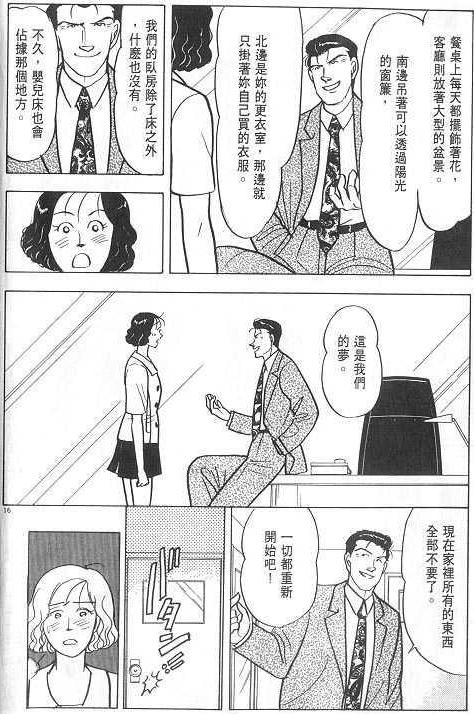 餐桌上每天都擺飾著花，
客廳則放著大型的盆景。
南邊吊著可以透過陽光
的窗簾，
北邊是妳的更衣室，那邊就
只掛著妳自己買的衣服。
我們的臥房除了床之外
，什麼也沒有。
不久，嬰兒床也會
佔據那個地方。
這是我們
的夢。
現在家裡所有的東西
全部不要了。
一切都重新
開始吧！
バタン
16